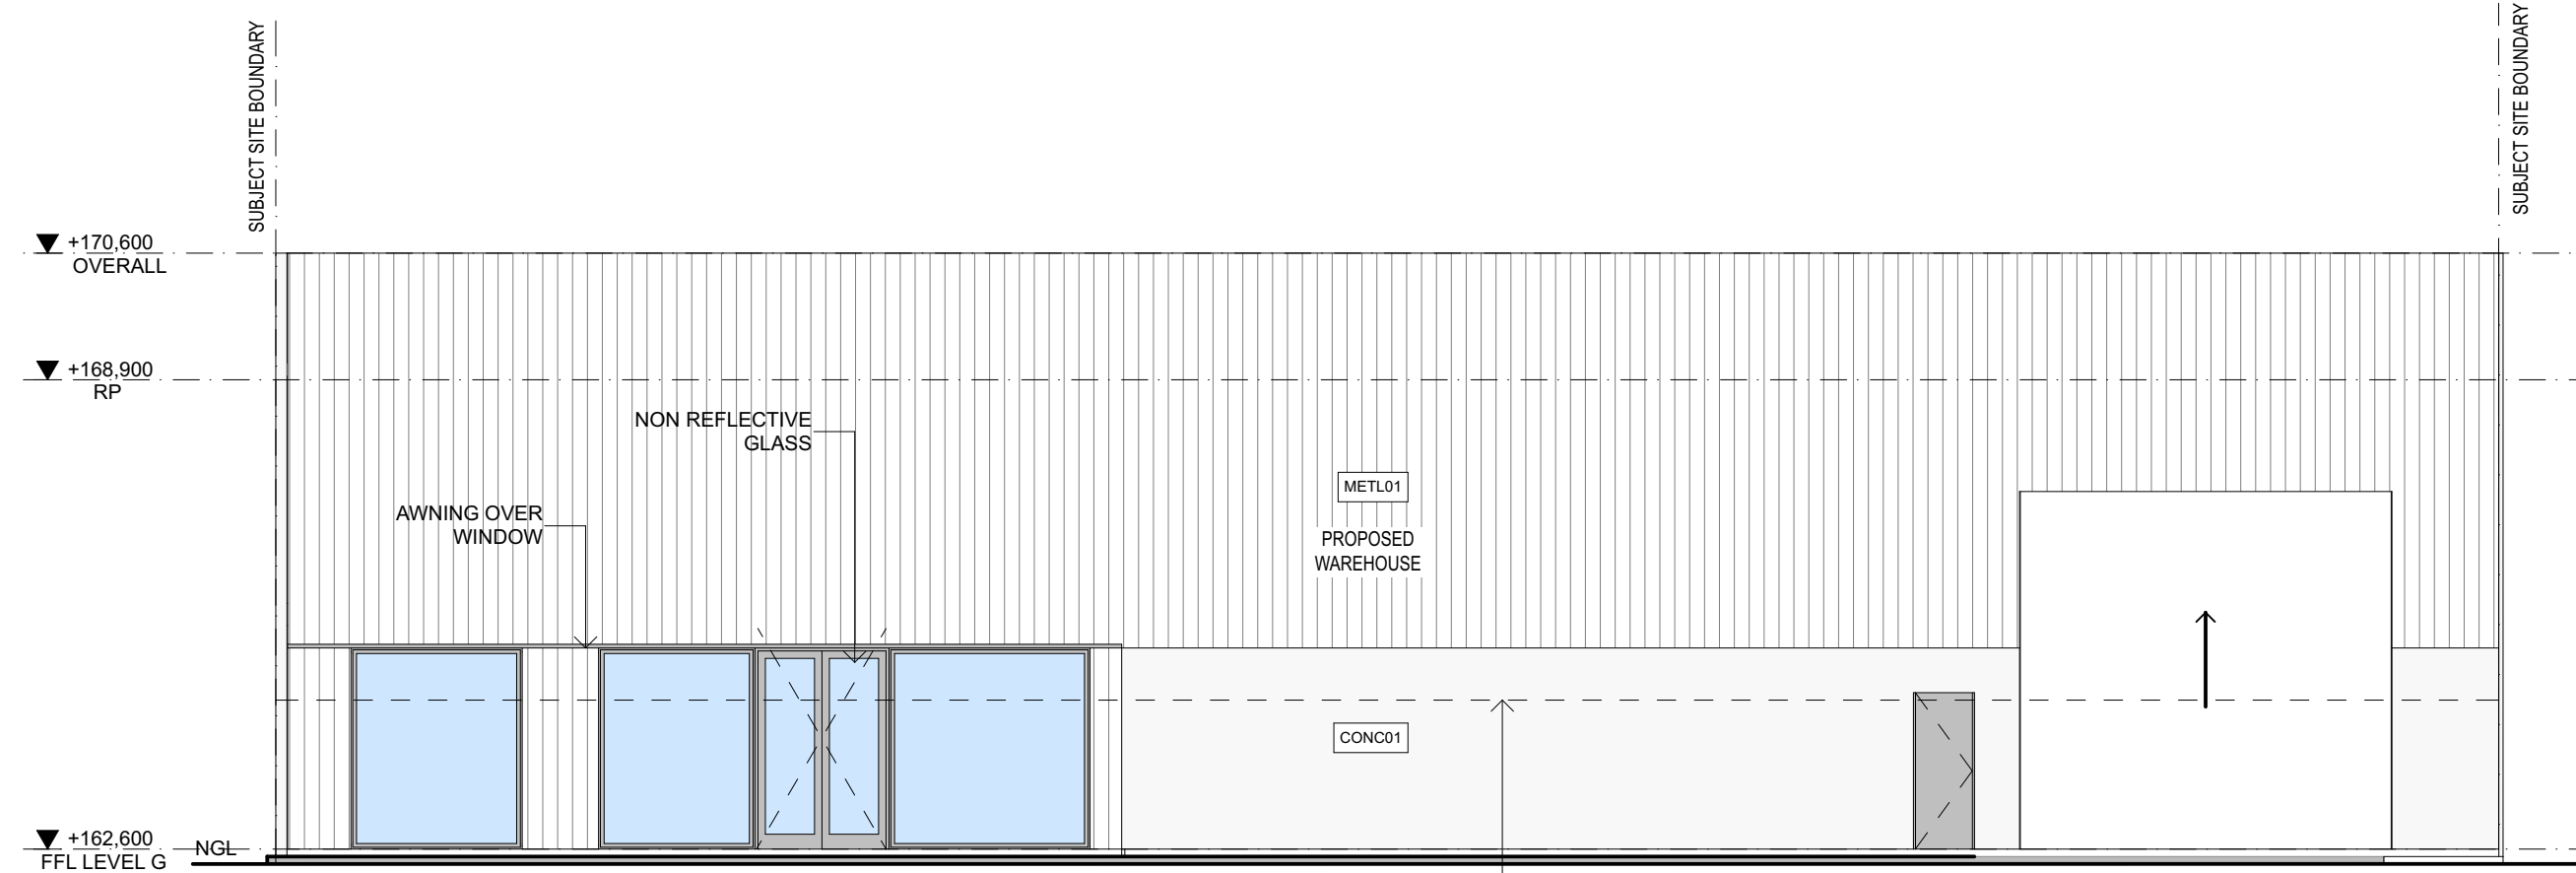 SUBJECT SITE BOUNDARY
SUBJECT SITE BOUNDARY
+170,600
OVERALL
+168,900
RP
NON REFLECTIVE
GLASS
METL01
AWNING OVER
WINDOW
PROPOSED
WAREHOUSE
CONC01
+162,600
FFL LEVEL G
NGL